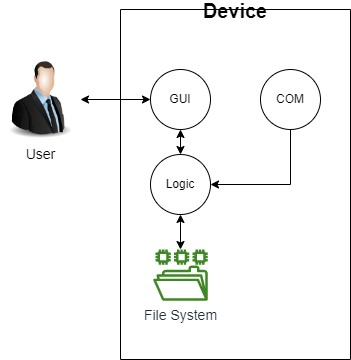 Device
GUI
COM
User
Logic
File System